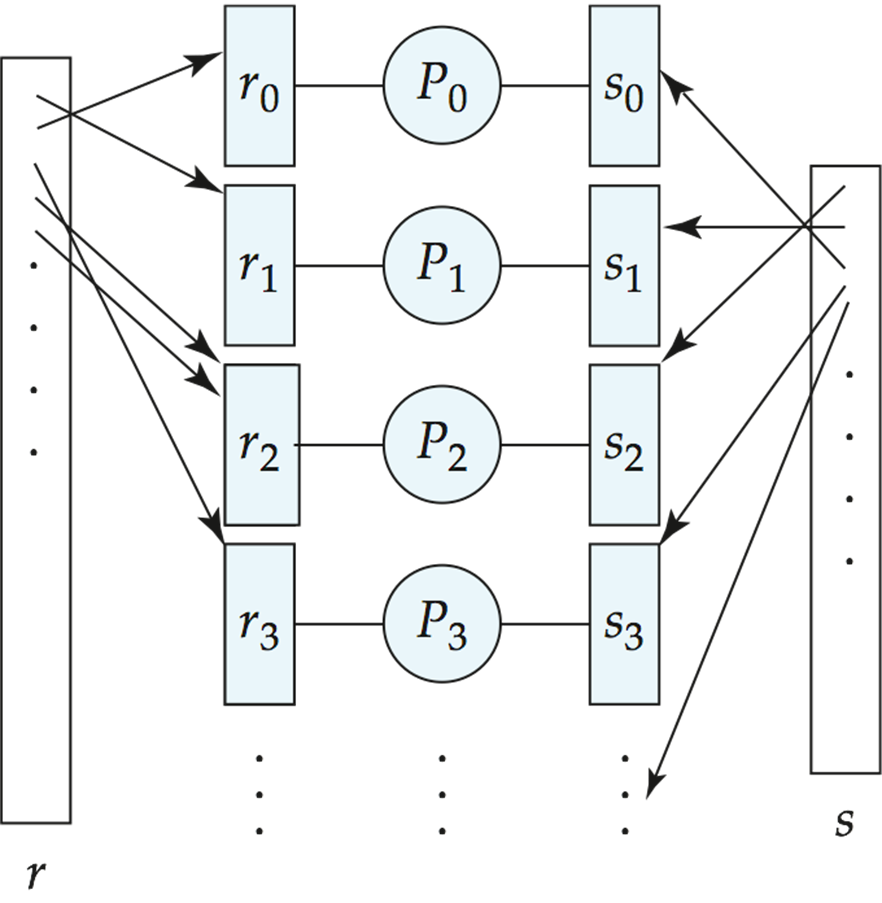 r₀ P₀ s₀
r₁ P₁ s₁
r₂ P₂ s₂
r₃ P₃ s₃
s
r